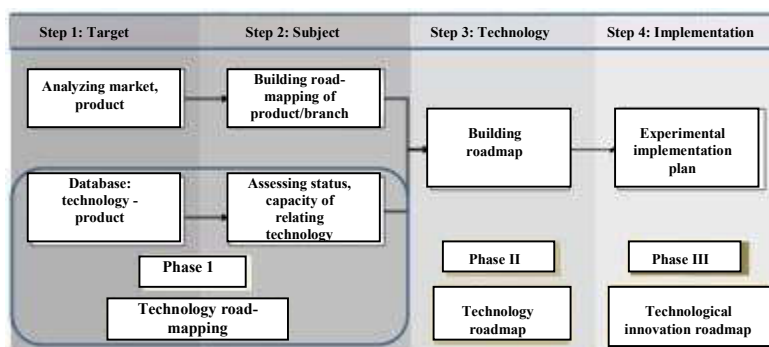 Step 1: Target
Step 2: Subject
Step 3: Technology
Step 4: Implementation
Analyzing market,
product
Building road-
mapping of
product/branch
Building
roadmap
Experimental
implementation
plan
Database:
technology -
product
Assessing status,
capacity of
relating
technology
Phase 1
Phase II
Phase III
Technology road-
mapping
Technology
roadmap
Technological
innovation roadmap